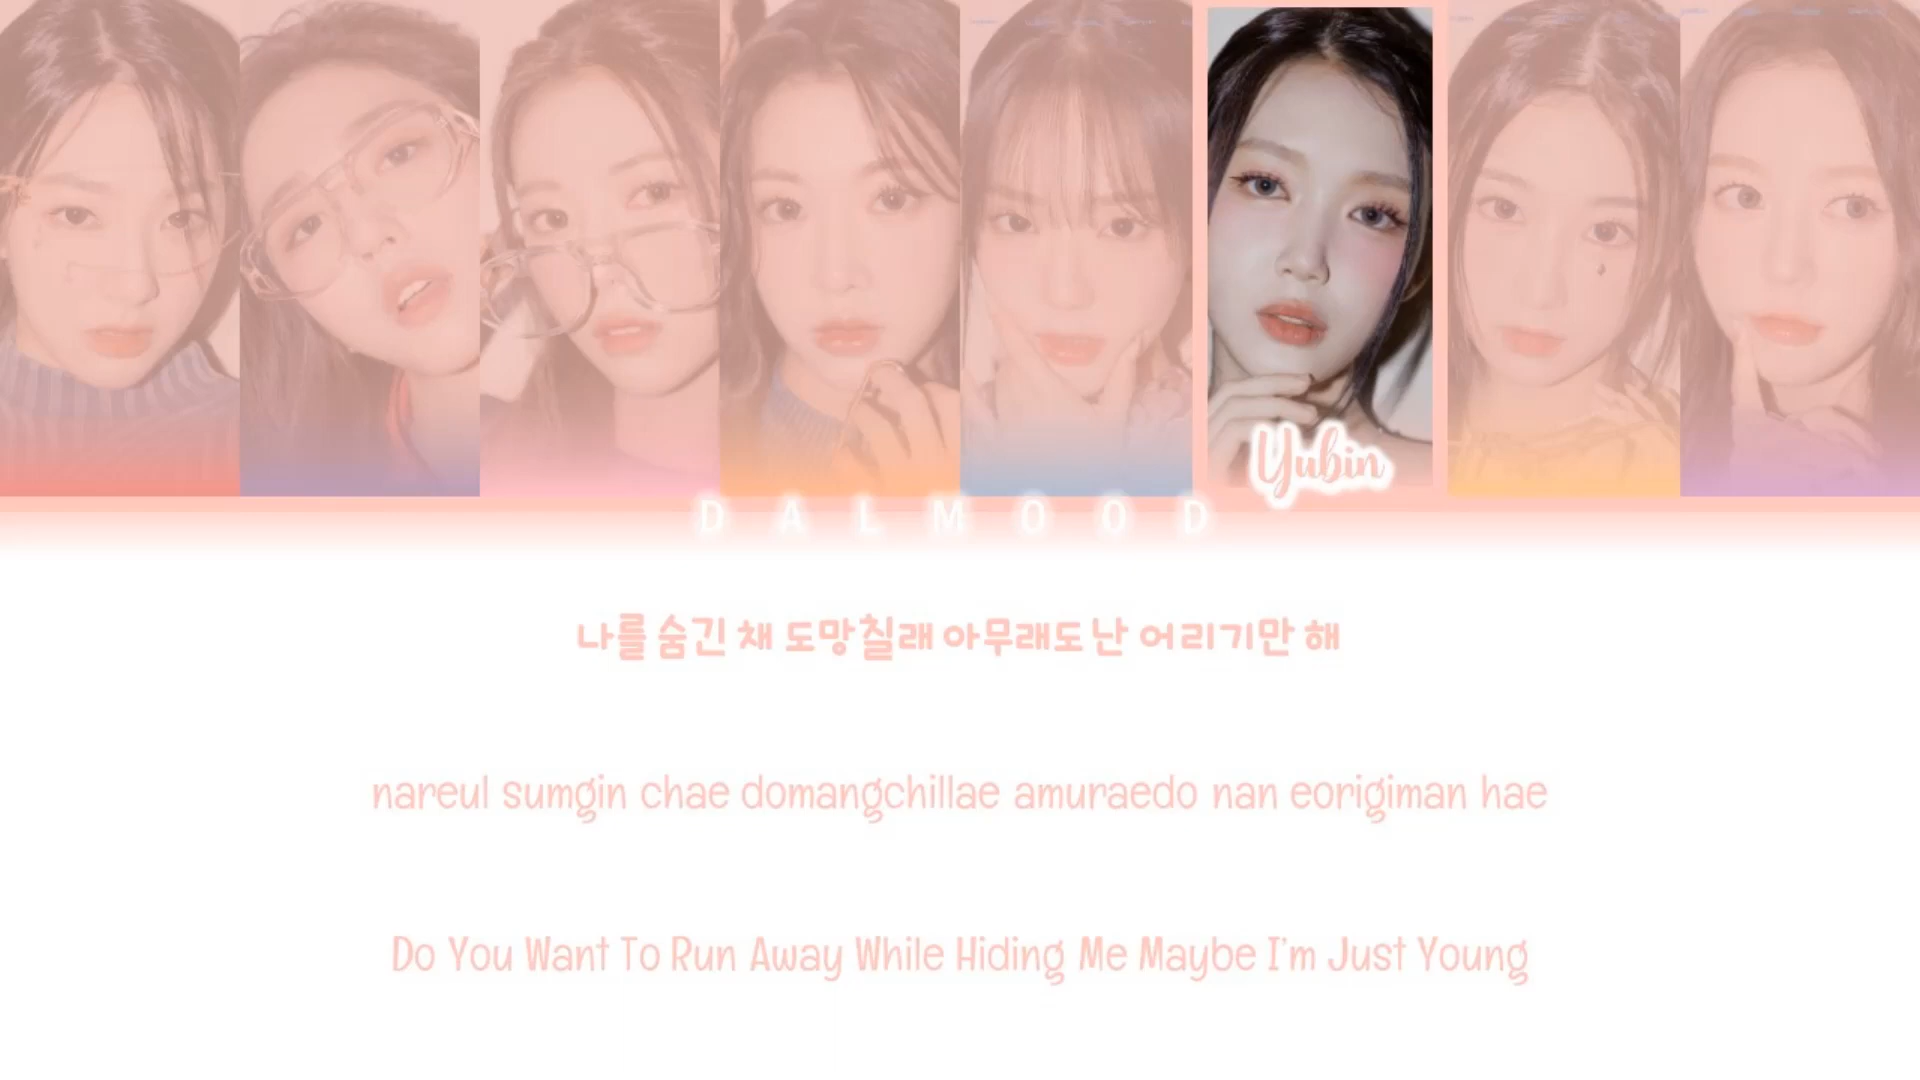 Yubin
DALMOOD
나를 숨긴 채 도망칠래 아무래도 난 어리기만 해
nareul sumgin chae domangchillae amuraedo nan eorigiman hae
Do You Want To Run Away While Hiding Me Maybe I'm Just Young